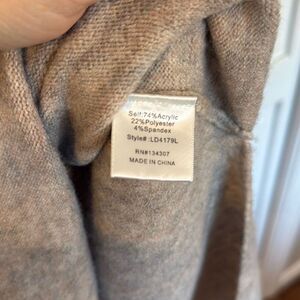 Self:74%Acrylic
22%Polyester
4%Spandex
Style#:LD4179L
RN#134307
MADE IN CHINA